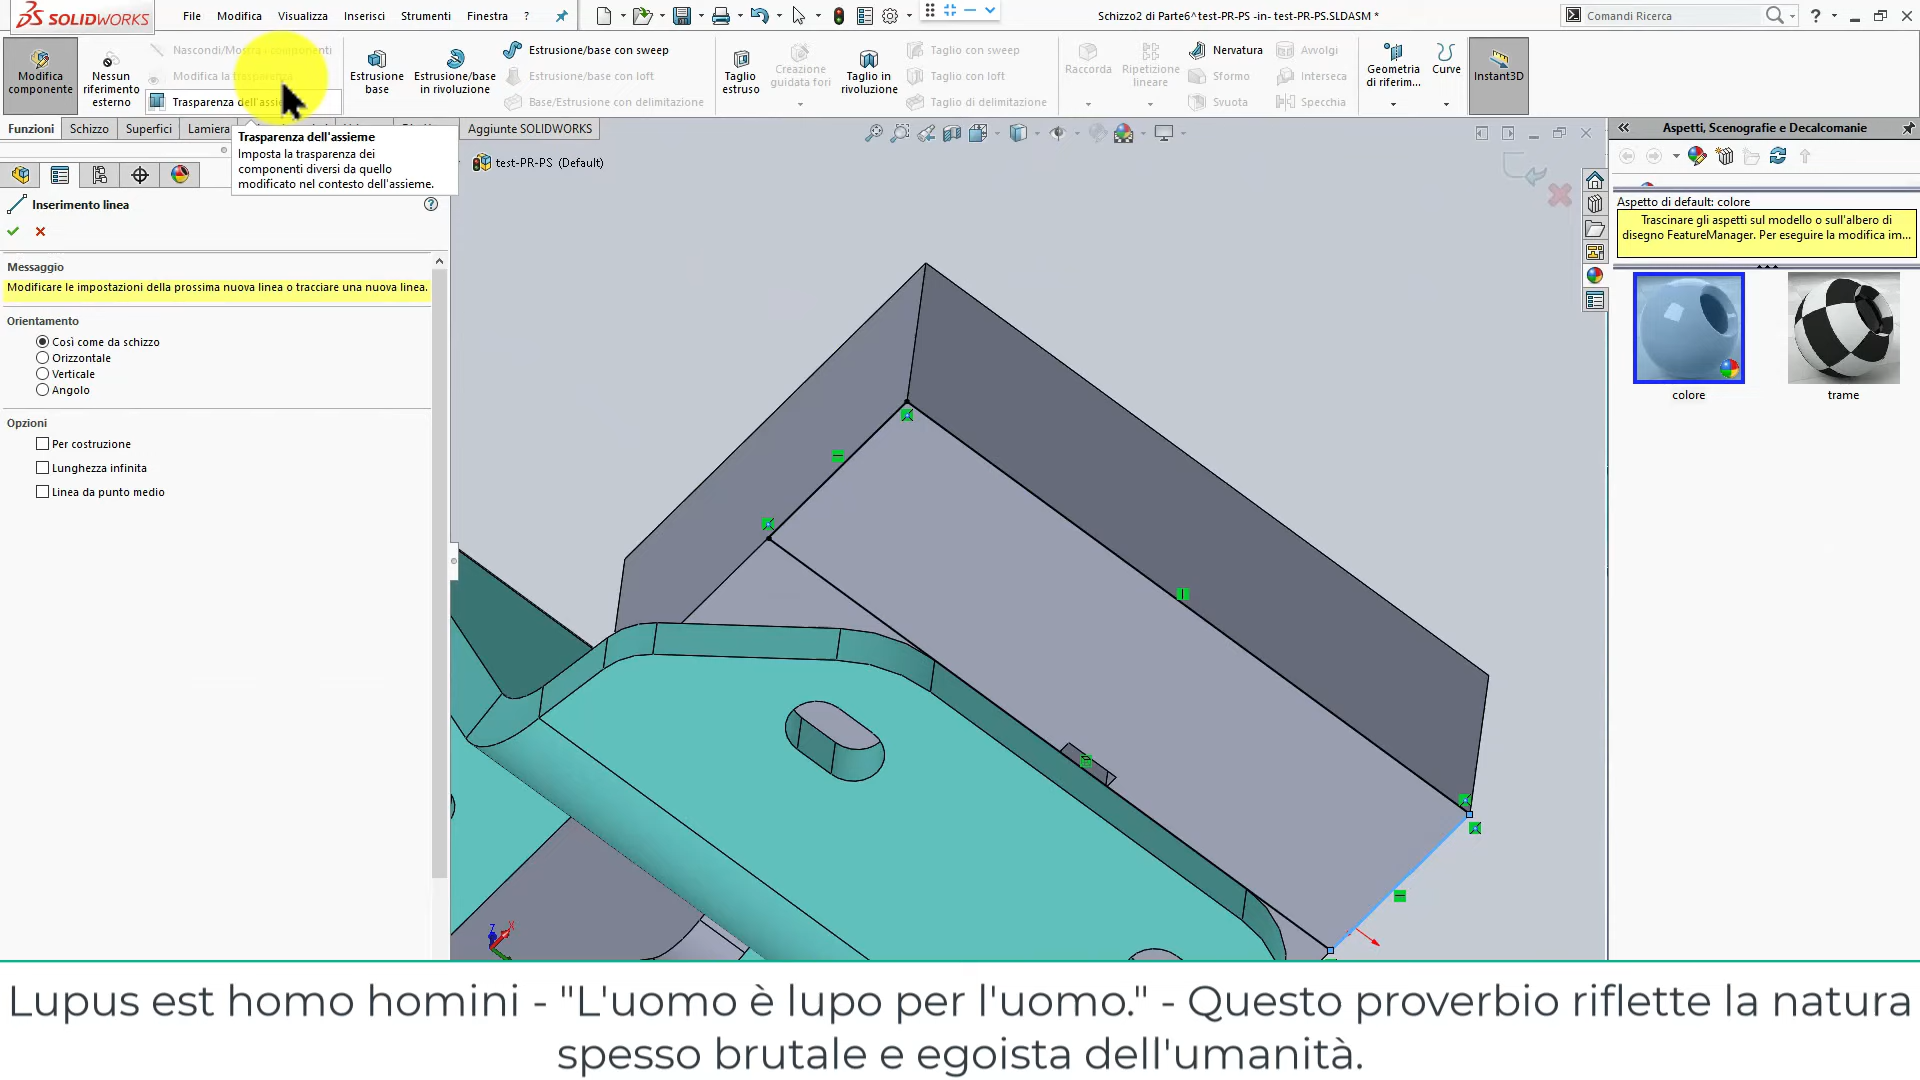 SOLIDWORKS
File Modifica Visualizza Inserisci Strumenti Finestra ?
Schizzo2 di Parte6^test-PR-PS -in- test-PR-PS.SLDASM *
Comandi Ricerca
Modifica componente
Nessun riferimento esterno
Nascondi/Mostra componenti
Modifica la trasparenza
Trasparenza dell'assie
Estrusione base
Estrusione/base in rivoluzione
Estrusione/base con sweep
Estrusione/base con loft
Base/Estrusione con delimitazione
Taglio estruso
Creazione guidata fori
Taglio in rivoluzione
Taglio con sweep
Taglio con loft
Taglio di delimitazione
Raccorda
Ripetizione lineare
Nervatura
Sformo
Svuota
Avvolgi
Interseca
Specchia
Geometria di riferim...
Curve
Instant3D
Funzioni Schizzo Superfici Lamiera Aggiunte SOLIDWORKS
Trasparenza dell'assieme
Imposta la trasparenza dei
componenti diversi da quello
modificato nel contesto dell'assieme.
test-PR-PS (Default)
Inserimento linea
Messaggio
Modificare le impostazioni della prossima nuova linea o tracciare una nuova linea.
Orientamento
Così come da schizzo
Orizzontale
Verticale
Angolo
Opzioni
Per costruzione
Lunghezza infinita
Linea da punto medio
Aspetti, Scenografie e Decalcomanie
Aspetto di default: colore
Trascinare gli aspetti sul modello o sull'albero di
disegno FeatureManager. Per eseguire la modifica im...
colore
trame
Z X
Lupus est homo homini - "L'uomo è lupo per l'uomo." - Questo proverbio riflette la natura
spesso brutale e egoista dell'umanità.